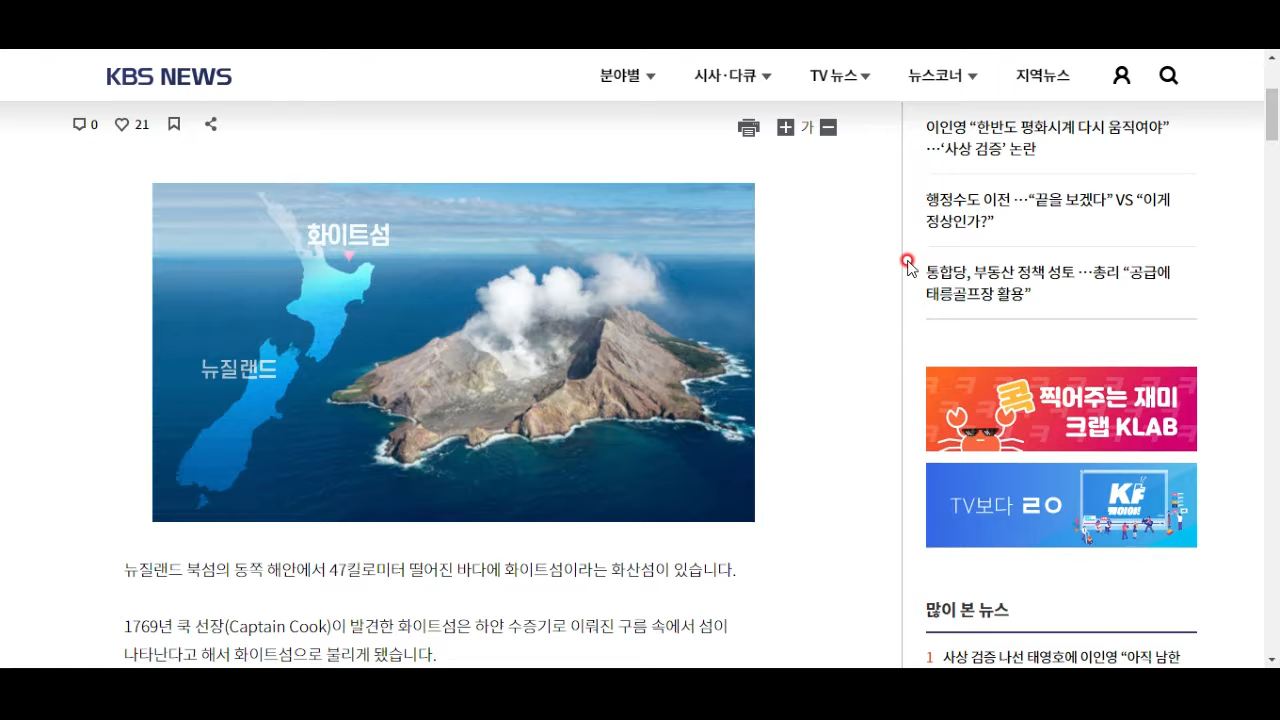 KBS NEWS
분야별
시사·다큐
TV 뉴스
뉴스코너
지역뉴스
0
21
가
화이트섬
뉴질랜드
뉴질랜드 북섬의 동쪽 해안에서 47킬로미터 떨어진 바다에 화이트섬이라는 화산섬이 있습니다.
1769년 쿡 선장(Captain Cook)이 발견한 화이트섬은 하얀 수증기로 이뤄진 구름 속에서 섬이
나타난다고 해서 화이트섬으로 불리게 됐습니다.
이인영 “한반도 평화시계 다시 움직여야”
…‘사상 검증’ 논란
행정수도 이전 …“끝을 보겠다” VS “이게
정상인가?”
통합당, 부동산 정책 성토 …총리 “공급에
태릉골프장 활용”
콕 찍어주는 재미
크랩 KLAB
TV보다 ㄹㅇ
케이야!
많이 본 뉴스
1 사상 검증 나선 태영호에 이인영 “아직 남한